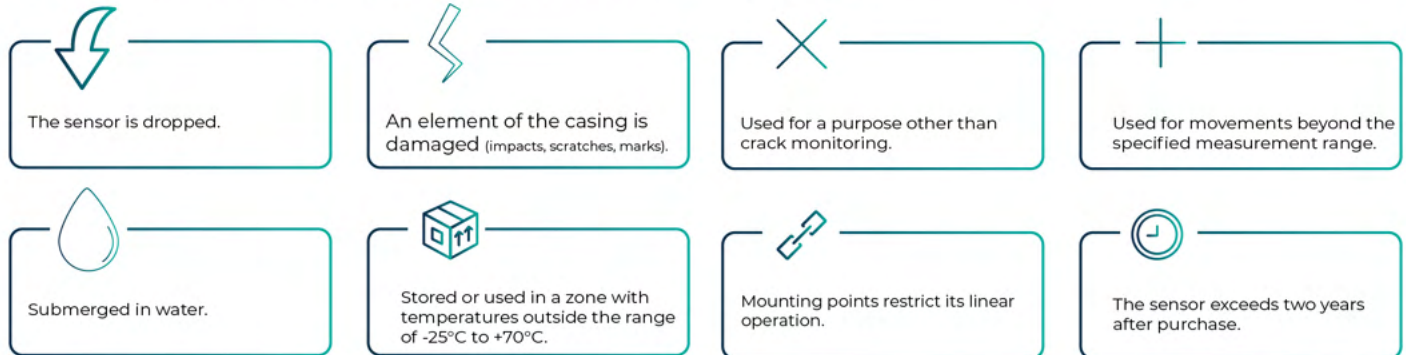 The sensor is dropped.
An element of the casing is
damaged (impacts, scratches, marks).
Used for a purpose other than
crack monitoring.
Used for movements beyond the
specified measurement range.
Submerged in water.
Stored or used in a zone with
temperatures outside the range
of -25°C to +70°C.
Mounting points restrict its linear
operation.
The sensor exceeds two years
after purchase.